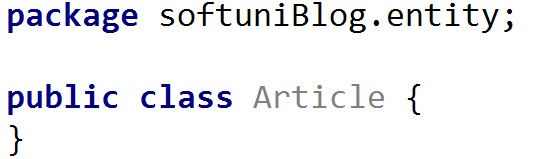 package softuniBlog.entity;
public class Article {
}